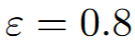 ε = 0.8